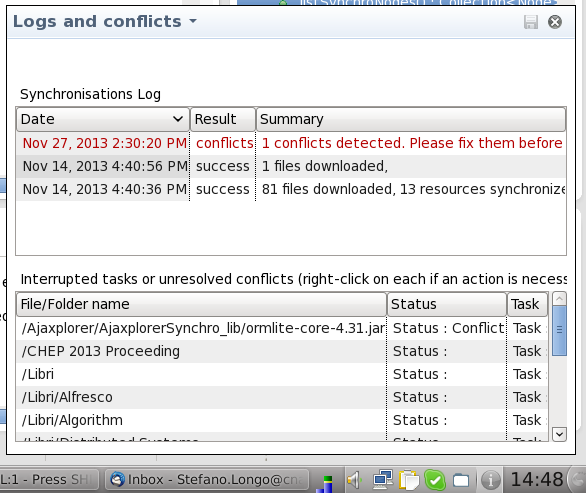 listSynchroNodes() : Collection<Node>
Logs and conflicts
Synchronisations Log
Date Result Summary
Nov 27, 2013 2:30:20 PM conflicts 1 conflicts detected. Please fix them before
Nov 14, 2013 4:40:56 PM success 1 files downloaded,
Nov 14, 2013 4:40:36 PM success 81 files downloaded, 13 resources synchronize
Interrupted tasks or unresolved conflicts (right-click on each if an action is necess
File/Folder name Status Task
/Ajaxplorer/AjaxplorerSynchro_lib/ormlite-core-4.31.jar Status : Conflict Task :
/CHEP 2013 Proceeding Status : Task :
/Libri Status : Task :
/Libri/Alfresco Status : Task :
/Libri/Algorithm Status : Task :
/Libri/Distributed Systems Status : Task :
L:1 - Press SH Inbox - Stefano.Longo@cn 14:48